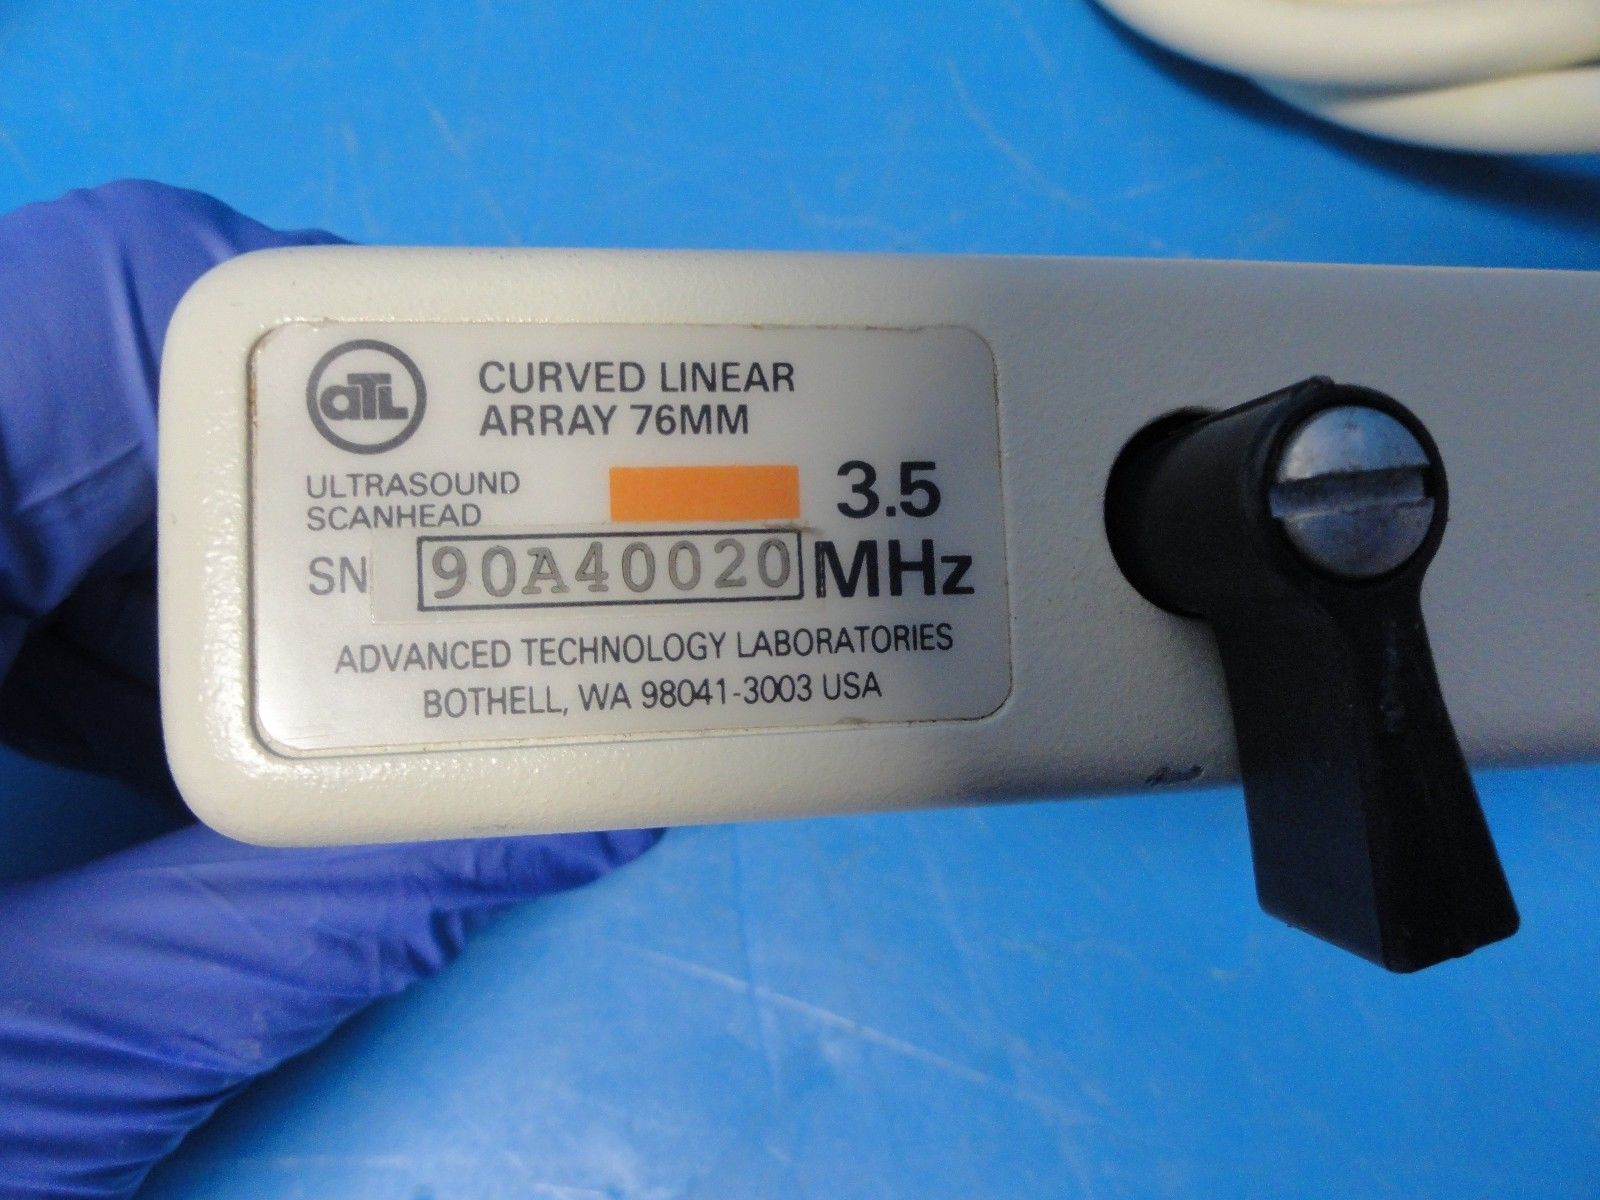 aTL
CURVED LINEAR
ARRAY 76MM
ULTRASOUND
SCANHEAD
3.5
MHz
SN 90A40020
ADVANCED TECHNOLOGY LABORATORIES
BOTHELL, WA 98041-3003 USA